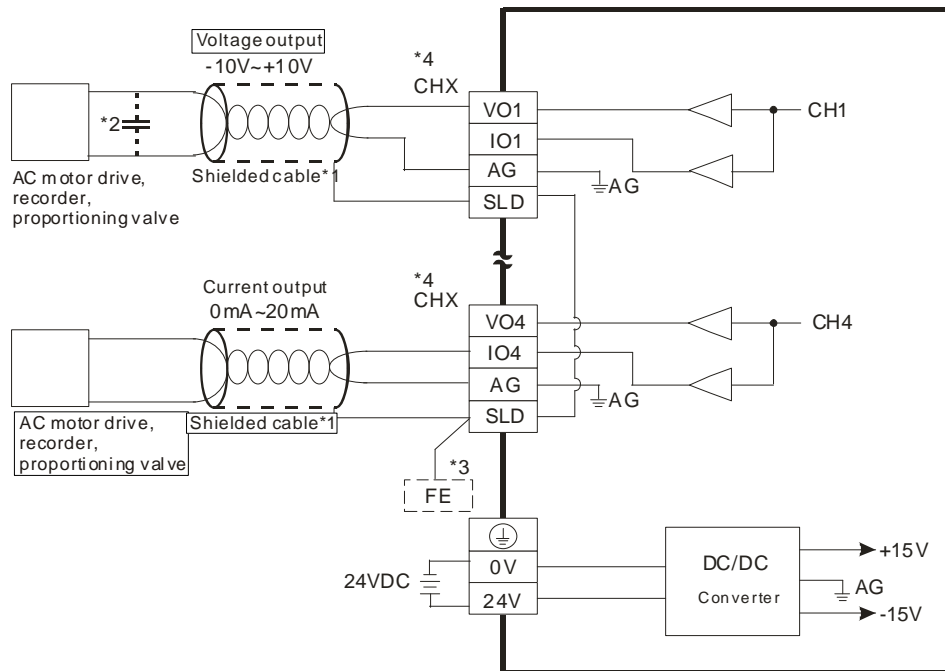 Voltage output
-10V~+10V
*4
CHX
*2
VO1
IO1
AG
SLD
AG
CH1
Shielded cable*1
AC motor drive,
recorder,
proportioning valve
Current output
0mA~20mA
*4
CHX
VO4
IO4
AG
SLD
AG
CH4
AC motor drive,
recorder,
proportioning valve
Shielded cable*1
*3
FE
24VDC
0V
24V
DC/DC
Converter
+15V
AG
-15V